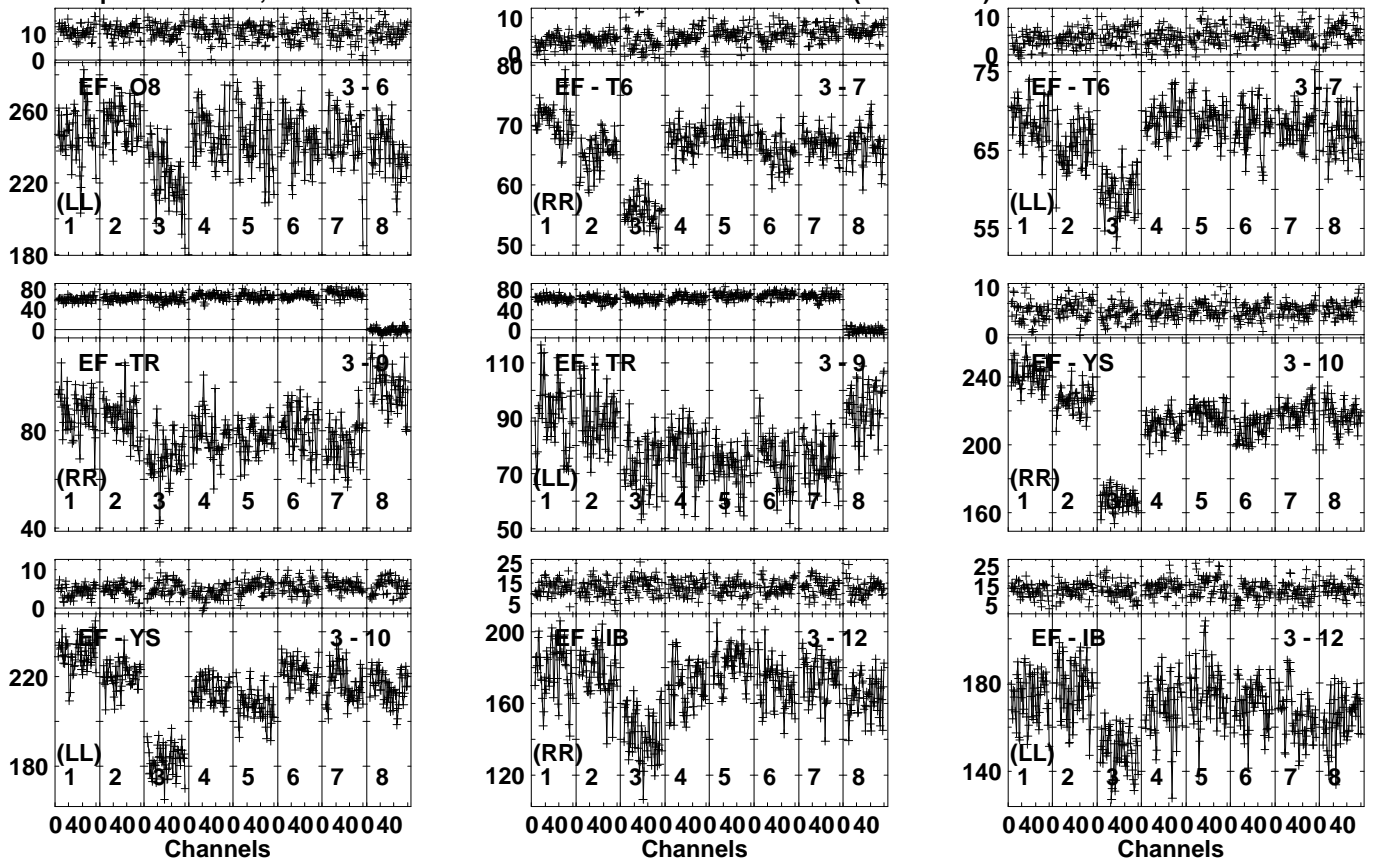 10 10 10
0 0 0
EF - O8 3 - 6
260
220
(LL)
1 2 3 4 5 6 7 8
180
80
EF - T6 3 - 7
70
60
(RR)
1 2 3 4 5 6 7 8
50
75
EF - T6 3 - 7
65
(LL)
55
1 2 3 4 5 6 7 8
80
40
0
EF - TR 3 - 9
80
(RR)
1 2 3 4 5 6 7 8
40
80
40
0
110
EF - TR 3 - 9
90
70
(LL)
1 2 3 4 5 6 7 8
50
10
0
EF - YS 3 - 10
240
200
(RR)
1 2 3 4 5 6 7 8
160
10
0
EF - YS 3 - 10
220
(LL)
180
1 2 3 4 5 6 7 8
0 40 0 40 0 40 0 40 0 40 0 40 0 40 0 40
Channels
25
15
5
200
EF - IB 3 - 12
160
(RR)
120
1 2 3 4 5 6 7 8
0 40 0 40 0 40 0 40 0 40 0 40 0 40 0 40
Channels
25
15
5
EF - IB 3 - 12
180
(LL)
140
1 2 3 4 5 6 7 8
0 40 0 40 0 40 0 40 0 40 0 40 0 40 0 40
Channels